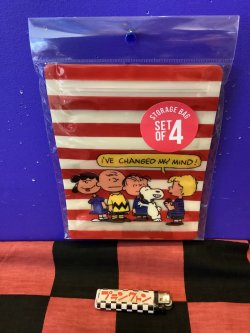 STORAGE BAG
SET
OF 4
I'VE CHANGED MY MIND!